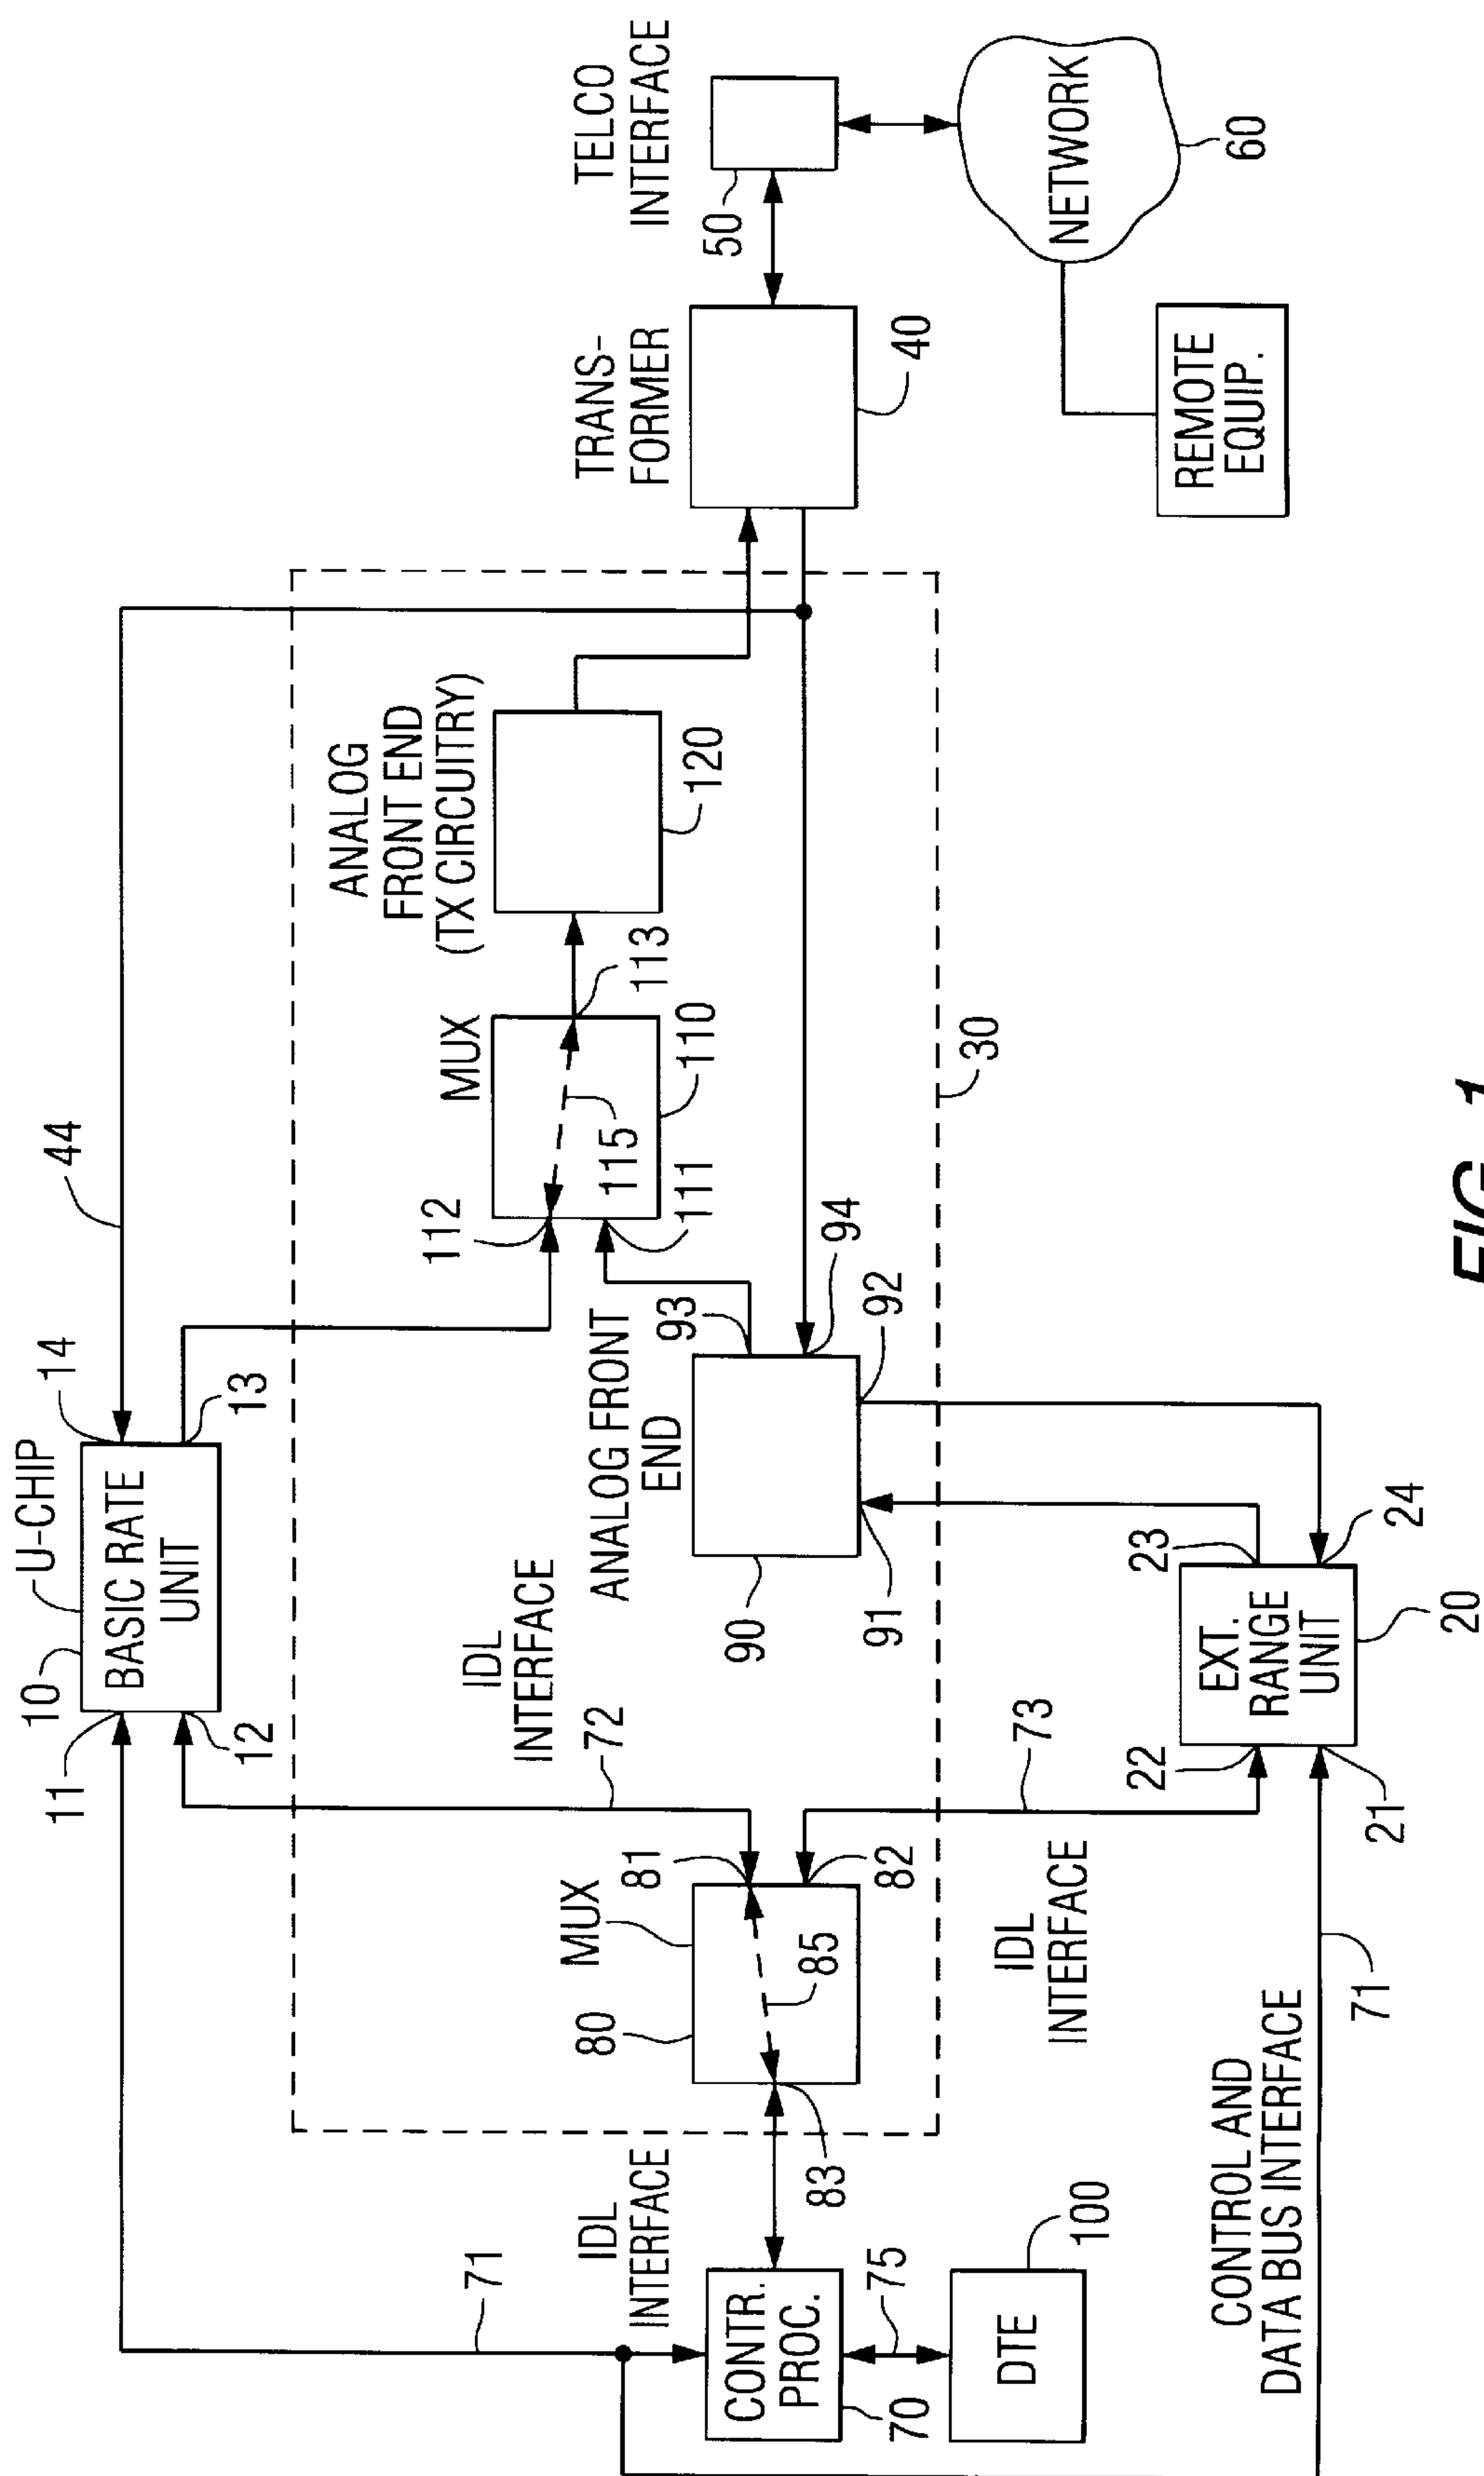 U-CHIP
10
11
BASIC RATE
UNIT
14
44
12
13
71
IDL
INTERFACE
72
112
MUX
ANALOG
FRONT END
(TX CIRCUITRY)
TRANS-
FORMER
TELCO
INTERFACE
IDL
INTERFACE
80
MUX
81
ANALOG FRONT
END
93
115
111
110
113
120
50
CONTR.
PROC.
83
85
82
90
91
92
94
40
70
75
30
NETWORK
60
DTE
100
IDL
INTERFACE
73
22
23
EXT.
RANGE
UNIT
REMOTE
EQUIP.
CONTROL AND
DATA BUS INTERFACE
71
21
20
24
FIG. 1